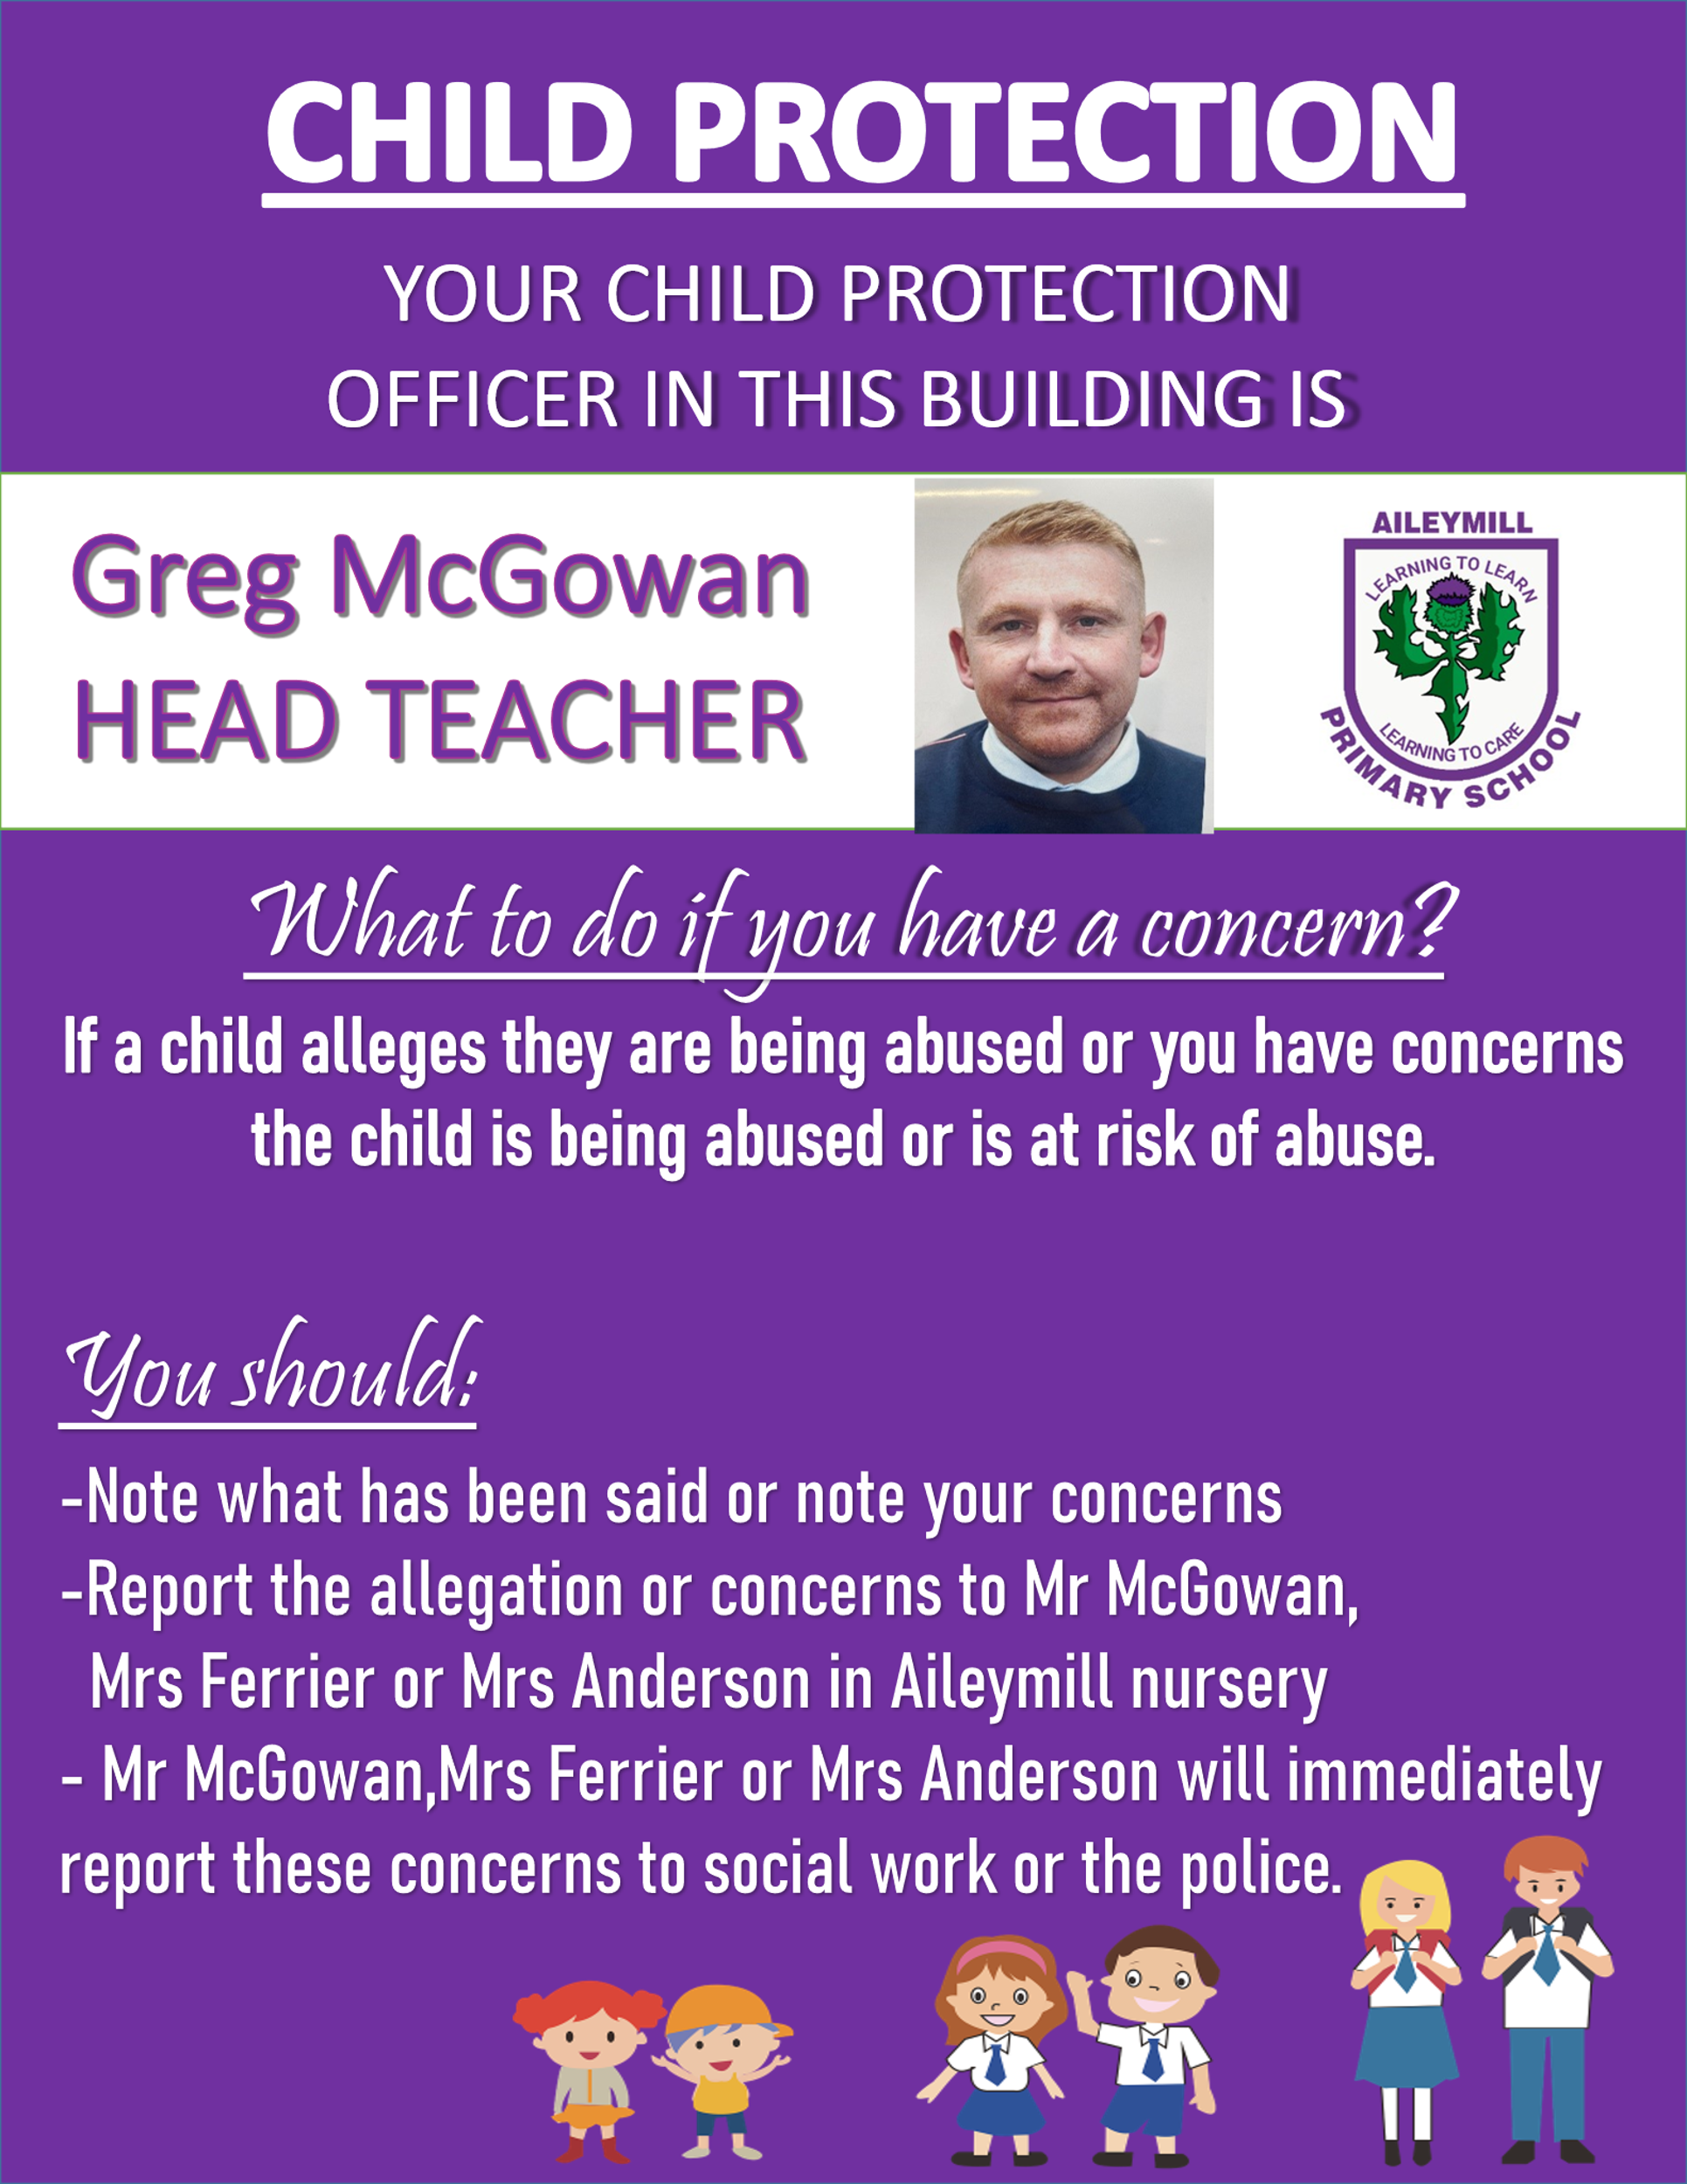 CHILD PROTECTION
YOUR CHILD PROTECTION
OFFICER IN THIS BUILDING IS
Greg McGowan
HEAD TEACHER
AILEYMILL
LEARNING TO LEARN
LEARNING TO CARE
PRIMARY SCHOOL
What to do if you have a concern?
If a child alleges they are being abused or you have concerns
the child is being abused or is at risk of abuse.
You should:
-Note what has been said or note your concerns
-Report the allegation or concerns to Mr McGowan,
Mrs Ferrier or Mrs Anderson in Aileymill nursery
- Mr McGowan,Mrs Ferrier or Mrs Anderson will immediately
report these concerns to social work or the police.